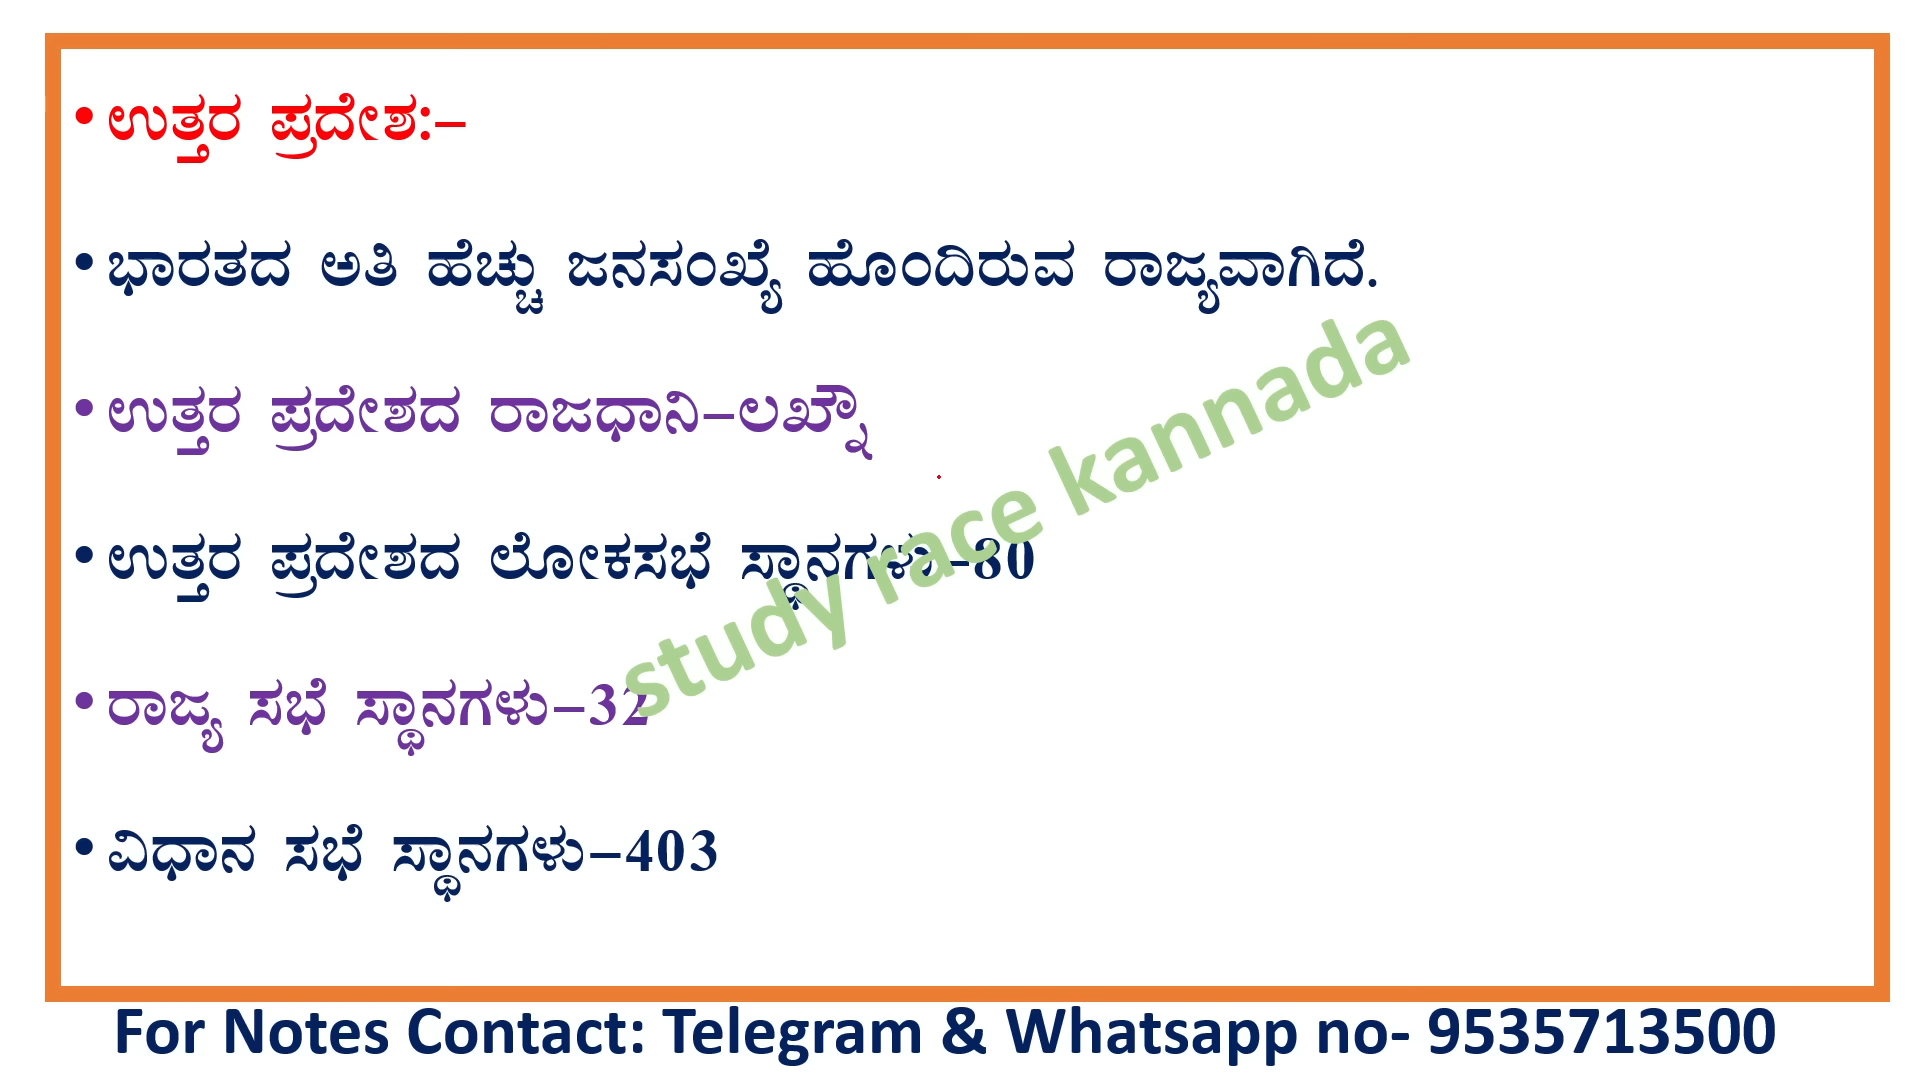 • ಉತ್ತರ ಪ್ರದೇಶ:–
• ಭಾರತದ ಅತಿ ಹೆಚ್ಚು ಜನಸಂಖ್ಯೆ ಹೊಂದಿರುವ ರಾಜ್ಯವಾಗಿದೆ.
• ಉತ್ತರ ಪ್ರದೇಶದ ರಾಜಧಾನಿ–ಲಖ್ನೌ
• ಉತ್ತರ ಪ್ರದೇಶದ ಲೋಕಸಭೆ ಸ್ಥಾನಗಳು–80
• ರಾಜ್ಯ ಸಭೆ ಸ್ಥಾನಗಳು–32
• ವಿಧಾನ ಸಭೆ ಸ್ಥಾನಗಳು–403
study race kannada
For Notes Contact: Telegram & Whatsapp no- 9535713500